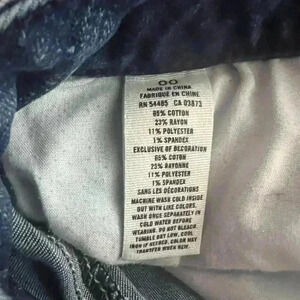 00
MADE IN CHINA
FABRIQUÉ EN CHINE
RN 54485 CA 03873
65% COTTON
23% RAYON
11% POLYESTER
1% SPANDEX
EXCLUSIVE OF DECORATION
65% COTON
23% RAYONNE
11% POLYESTER
1% SPANDEX
SANS LES DÉCORATIONS
MACHINE WASH COLD INSIDE
OUT WITH LIKE COLORS.
WASH ONCE SEPARATELY IN
COLD WATER BEFORE
WEARING. DO NOT BLEACH.
TUMBLE DRY LOW. COOL
IRON IF NEEDED. COLOR MAY
TRANSFER WHEN NEW.